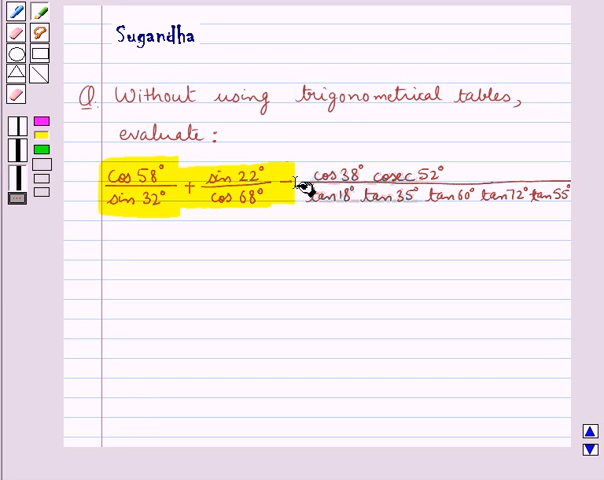 Sugandha
Q. Without using trigonometrical tables,
evaluate :
cos 58° / sin 32° + sin 22° / cos 68° - cos 38° cosec 52° / tan 18° tan 35° tan 60° tan 72° tan 55°